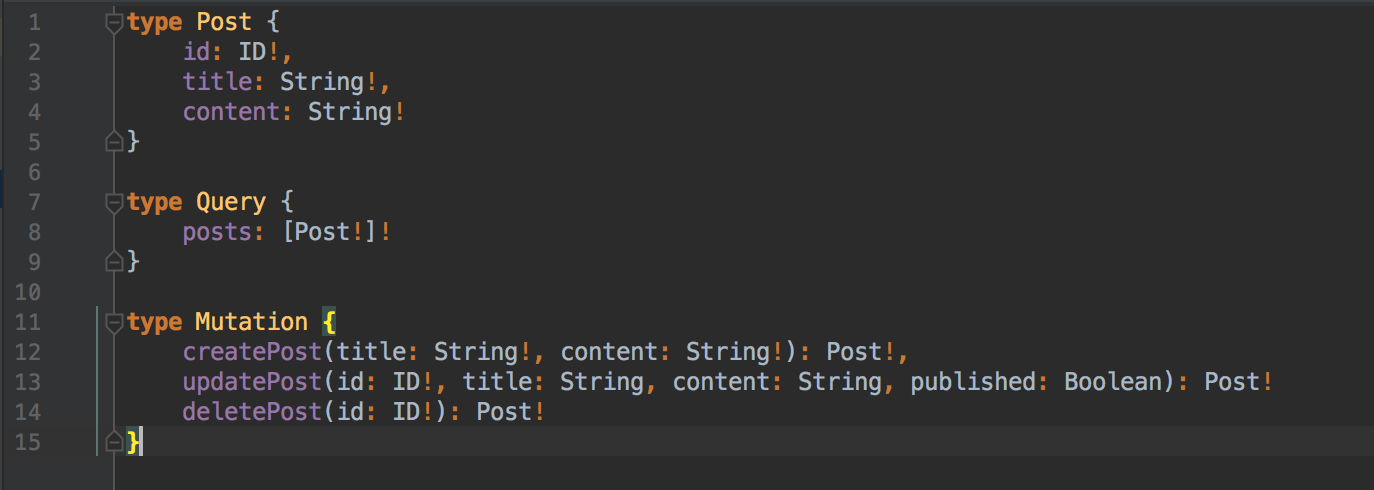 1 type Post {
2 id: ID!,
3 title: String!,
4 content: String!
5 }
6
7 type Query {
8 posts: [Post!]!
9 }
10
11 type Mutation {
12 createPost(title: String!, content: String!): Post!,
13 updatePost(id: ID!, title: String, content: String, published: Boolean): Post!
14 deletePost(id: ID!): Post!
15 }